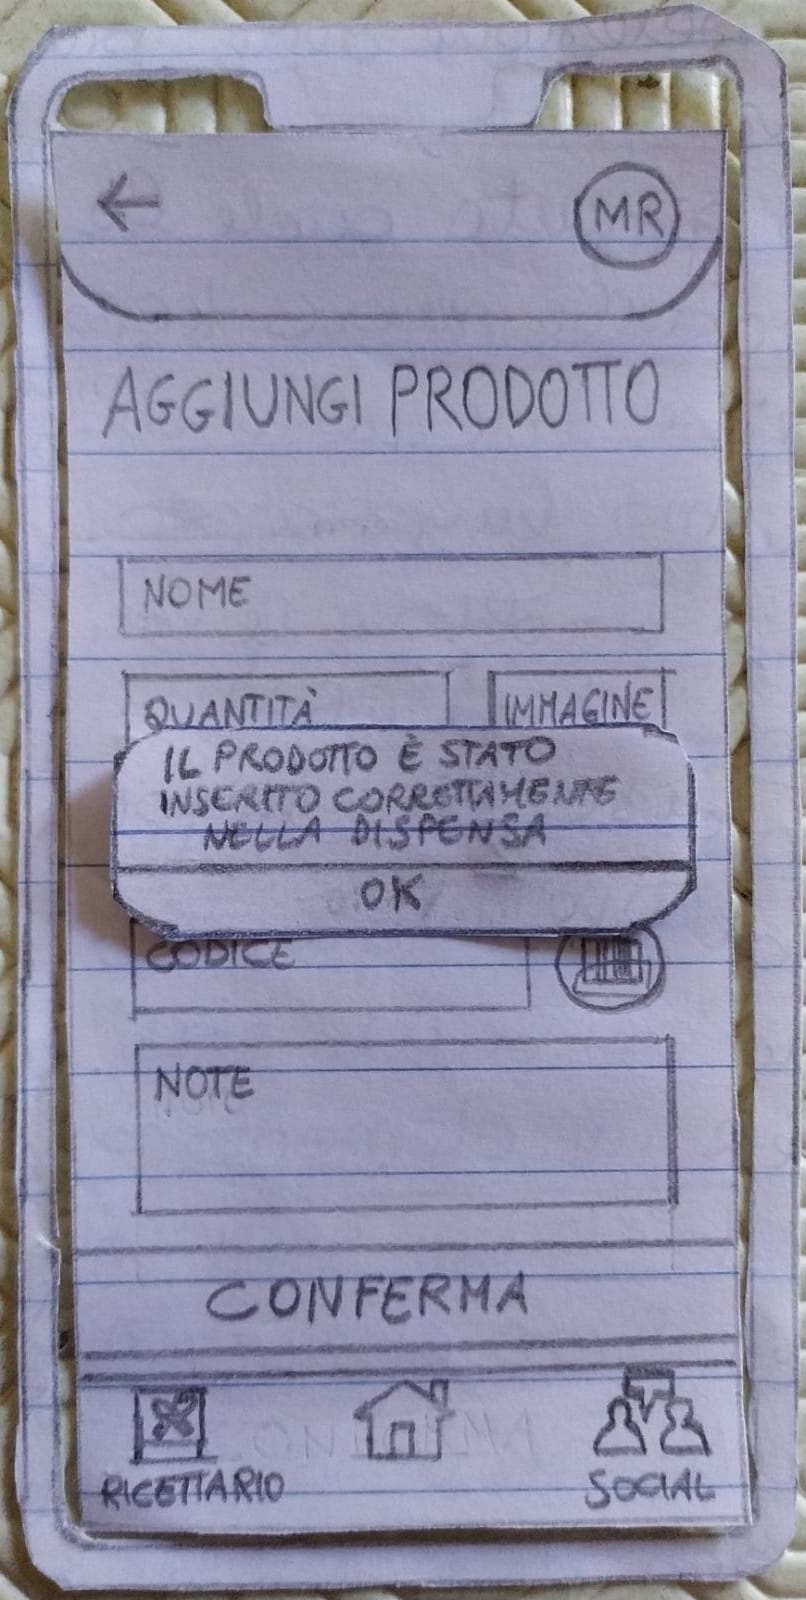 MR
AGGIUNGI PRODOTTO
NOME
QUANTITÀ IMMAGINE
IL PRODOTTO È STATO
INSERITO CORRETTAMENTE
NELLA DISPENSA
OK
CODICE
NOTE
CONFERMA
RICETTARIO SOCIAL